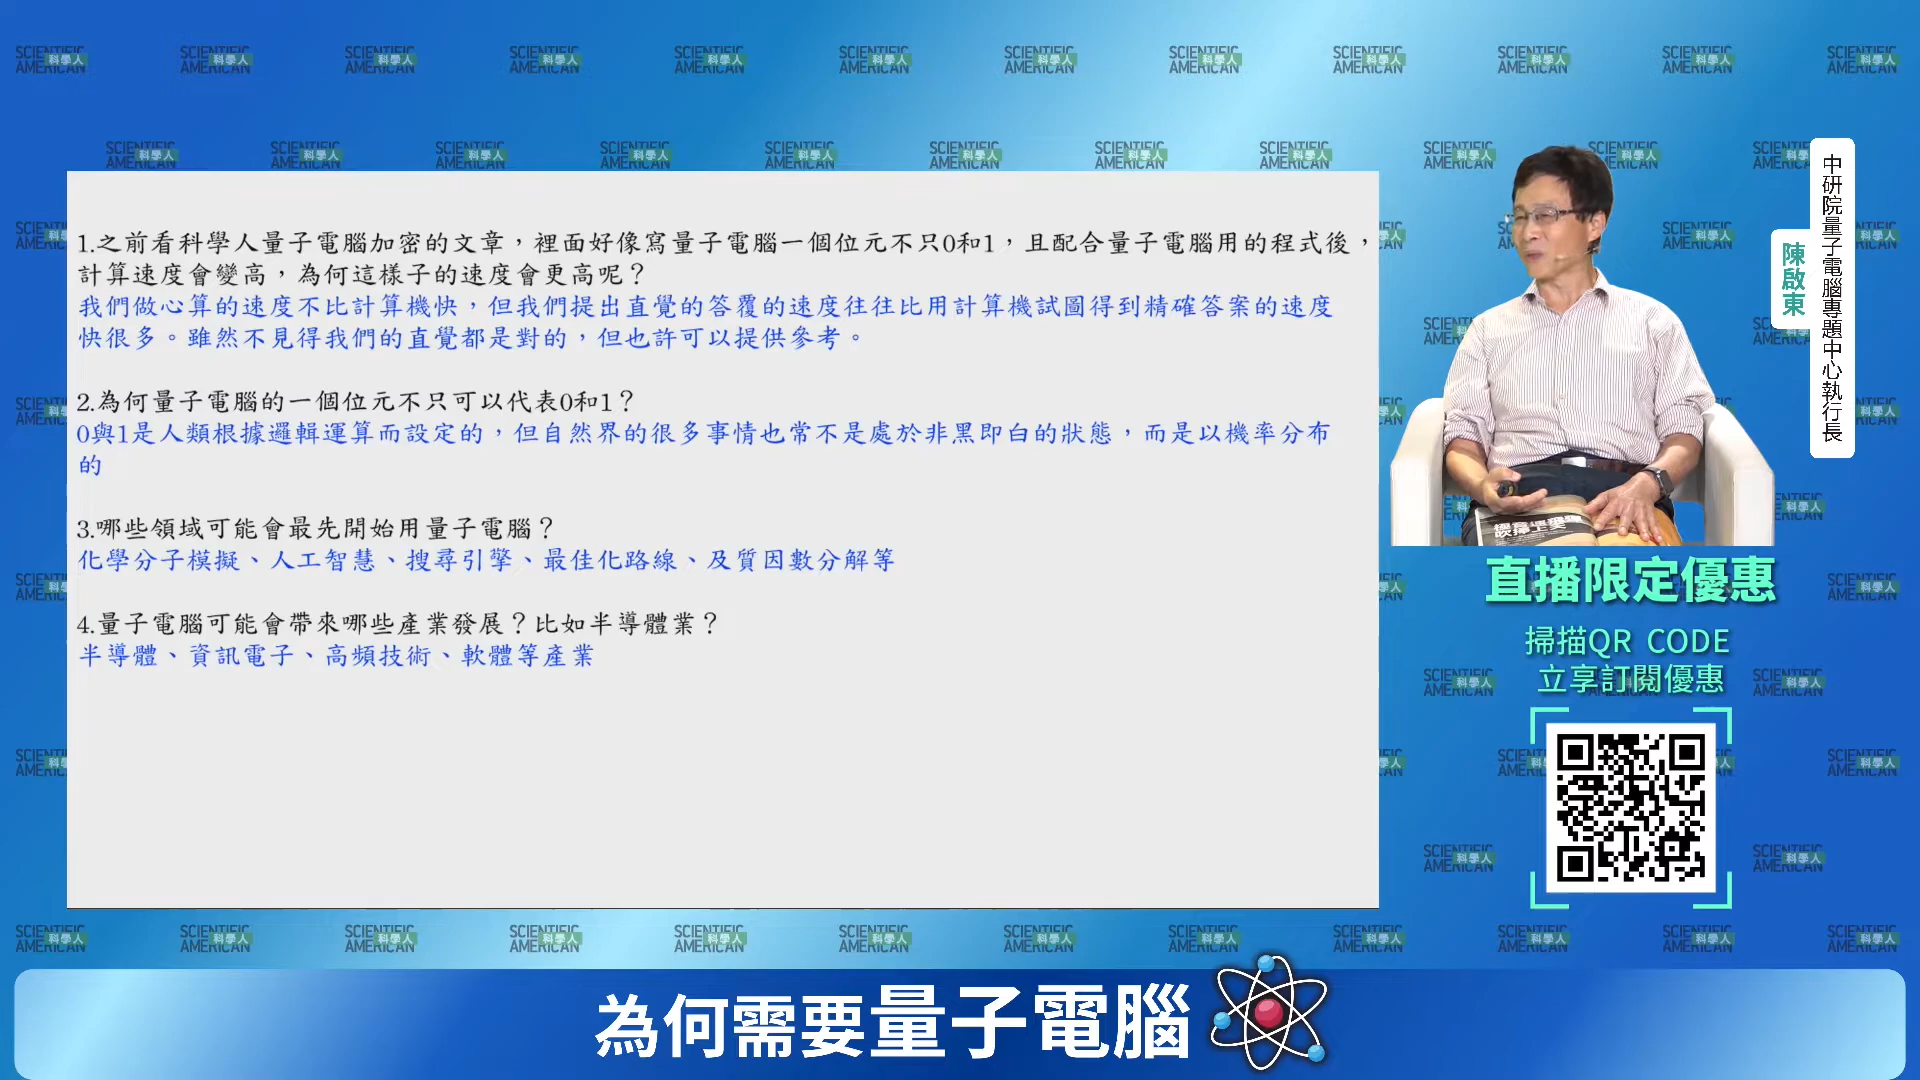 SCIENTIFIC AMERICAN 科學人
1.之前看科學人量子電腦加密的文章，裡面好像寫量子電腦一個位元不只0和1，且配合量子電腦用的程式後，
計算速度會變高，為何這樣子的速度會更高呢？
我們做心算的速度不比計算機快，但我們提出直覺的答覆的速度往往比用計算機試圖得到精確答案的速度
快很多。雖然不見得我們的直覺都是對的，但也許可以提供參考。
2.為何量子電腦的一個位元不只可以代表0和1？
0與1是人類根據邏輯運算而設定的，但自然界的很多事情也常不是處於非黑即白的狀態，而是以機率分布
的
3.哪些領域可能會最先開始用量子電腦？
化學分子模擬、人工智慧、搜尋引擎、最佳化路線、及質因數分解等
4.量子電腦可能會帶來哪些產業發展？比如半導體業？
半導體、資訊電子、高頻技術、軟體等產業
中研院量子電腦專題中心執行長
陳啟東
直播限定優惠
掃描QR CODE
立享訂閱優惠
為何需要量子電腦